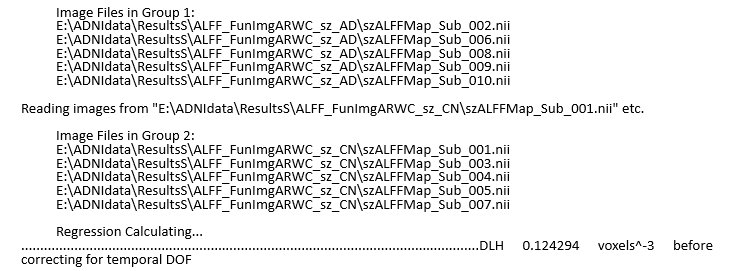 Image Files in Group 1:
E:\ADNIdata\ResultsS\ALFF_FunImgARWC_sz_AD\szALFFMap_Sub_002.nii
E:\ADNIdata\ResultsS\ALFF_FunImgARWC_sz_AD\szALFFMap_Sub_006.nii
E:\ADNIdata\ResultsS\ALFF_FunImgARWC_sz_AD\szALFFMap_Sub_008.nii
E:\ADNIdata\ResultsS\ALFF_FunImgARWC_sz_AD\szALFFMap_Sub_009.nii
E:\ADNIdata\ResultsS\ALFF_FunImgARWC_sz_AD\szALFFMap_Sub_010.nii
Reading images from "E:\ADNIdata\ResultsS\ALFF_FunImgARWC_sz_CN\szALFFMap_Sub_001.nii" etc.
Image Files in Group 2:
E:\ADNIdata\ResultsS\ALFF_FunImgARWC_sz_CN\szALFFMap_Sub_001.nii
E:\ADNIdata\ResultsS\ALFF_FunImgARWC_sz_CN\szALFFMap_Sub_003.nii
E:\ADNIdata\ResultsS\ALFF_FunImgARWC_sz_CN\szALFFMap_Sub_004.nii
E:\ADNIdata\ResultsS\ALFF_FunImgARWC_sz_CN\szALFFMap_Sub_005.nii
E:\ADNIdata\ResultsS\ALFF_FunImgARWC_sz_CN\szALFFMap_Sub_007.nii
Regression Calculating...
........................................................................................................................DLH 0.124294 voxels^-3 before
correcting for temporal DOF